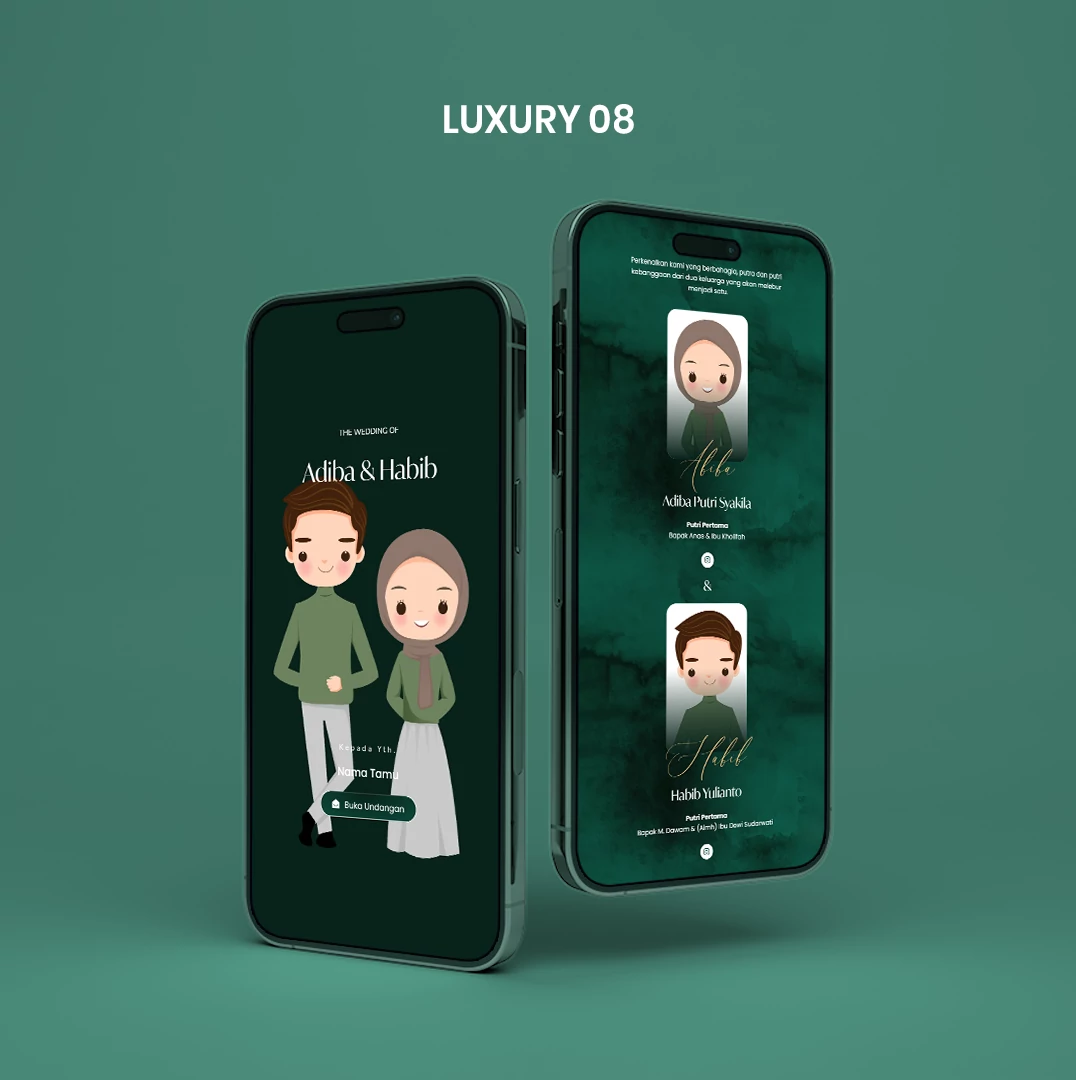 LUXURY 08
THE WEDDING OF
Adiba & Habib
Kepada Yth.
Nama Tamu
Buka Undangan
Perkenalkan kami yang berbahagia, putra dan putri
kebanggaan dari dua keluarga yang akan melebur
menjadi satu.
Adiba
Adiba Putri Syakila
Putri Pertama
Bapak Anas & Ibu Kholifah
&
Habib
Habib Yulianto
Putri Pertama
Bapak M. Dawam & (Almh) Ibu Dewi Sudarwati